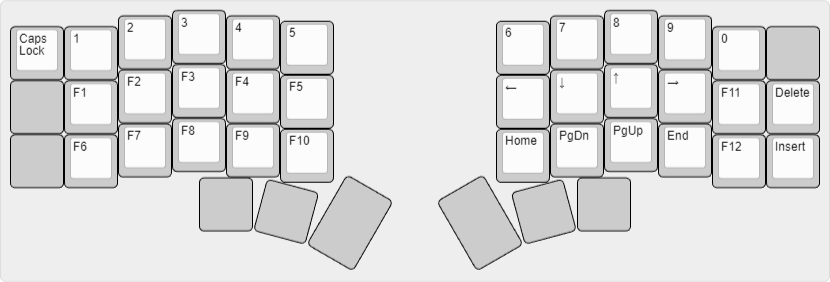 Caps Lock 1 2 3 4 5 6 7 8 9 0
F1 F2 F3 F4 F5 ← ↓ ↑ → F11 Delete
F6 F7 F8 F9 F10 Home PgDn PgUp End F12 Insert